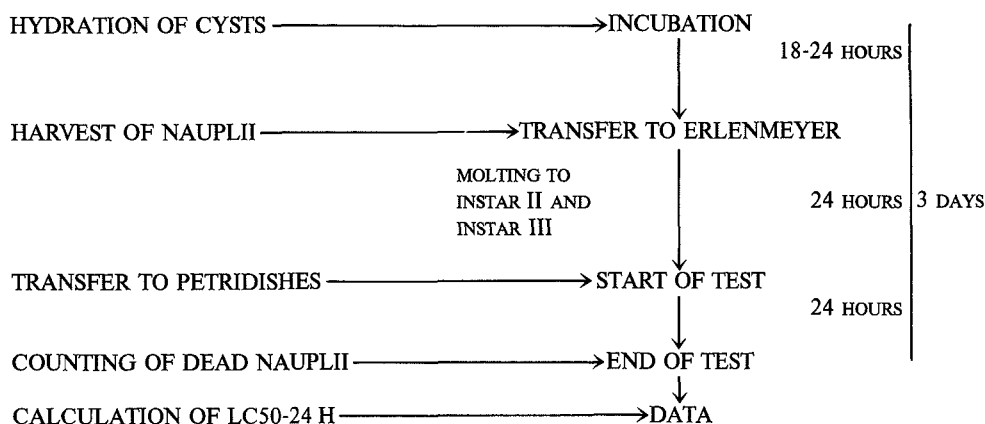 HYDRATION OF CYSTS INCUBATION
18-24 HOURS
HARVEST OF NAUPLII TRANSFER TO ERLENMEYER
MOLTING TO
INSTAR II AND
INSTAR III
24 HOURS 3 DAYS
TRANSFER TO PETRIDISHES START OF TEST
24 HOURS
COUNTING OF DEAD NAUPLII END OF TEST
CALCULATION OF LC50-24 H DATA